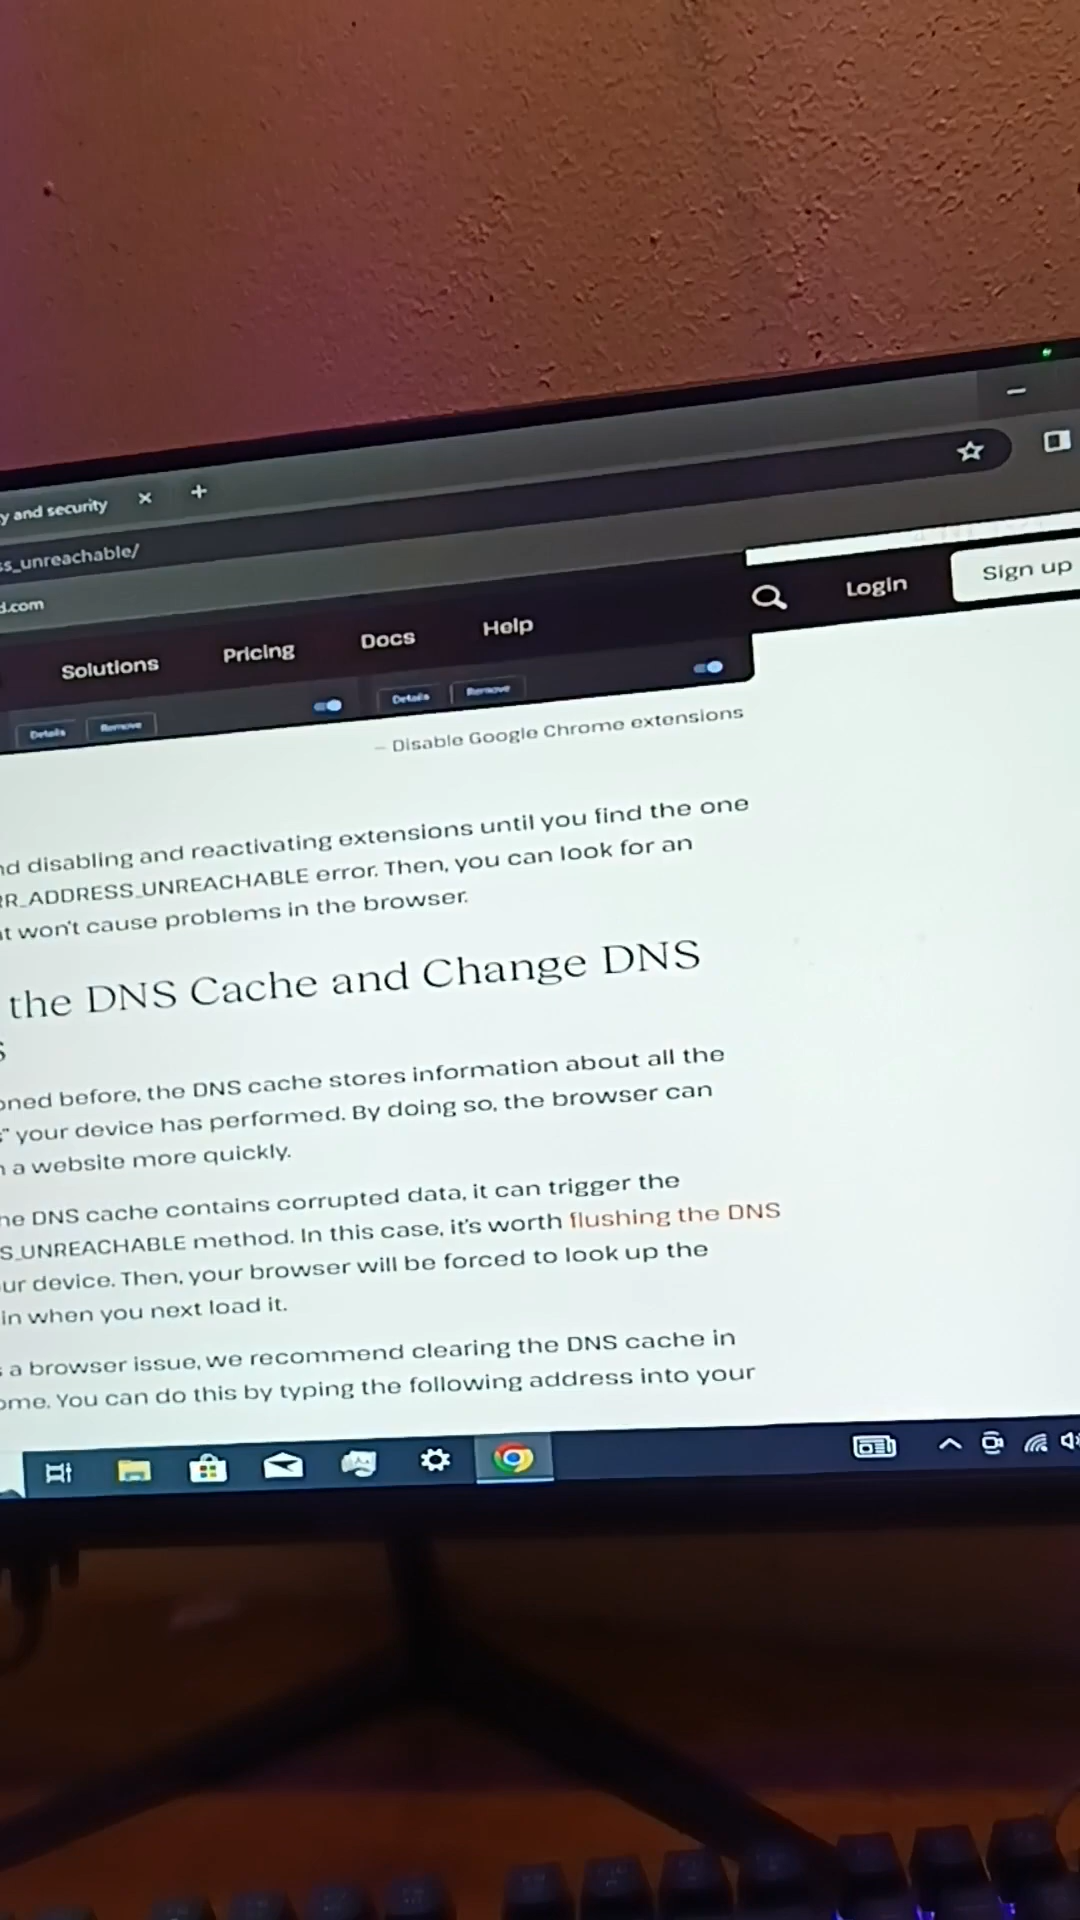 y and security
ss_unreachable/
d.com
Solutions
Pricing
Docs
Help
Login
Sign up
Details
Remove
Details
Remove
– Disable Google Chrome extensions
nd disabling and reactivating extensions until you find the one
RR_ADDRESS_UNREACHABLE error. Then, you can look for an
at won't cause problems in the browser.
the DNS Cache and Change DNS
s
oned before, the DNS cache stores information about all the
s" your device has performed. By doing so, the browser can
h a website more quickly.
he DNS cache contains corrupted data, it can trigger the
S_UNREACHABLE method. In this case, it's worth flushing the DNS
ur device. Then, your browser will be forced to look up the
in when you next load it.
s a browser issue, we recommend clearing the DNS cache in
ome. You can do this by typing the following address into your